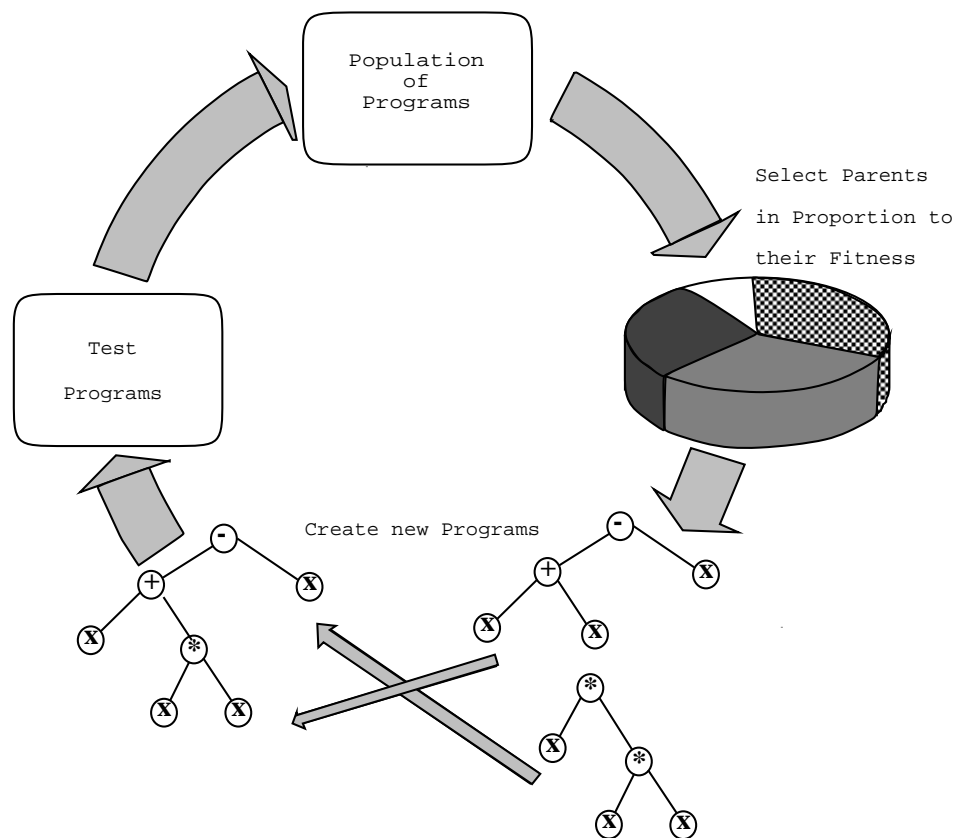 Population
of
Programs
Select Parents
in Proportion to
their Fitness
Test
Programs
Create new Programs
-
+
x
x
*
x
x
-
+
x
x
x
*
x
*
x
x